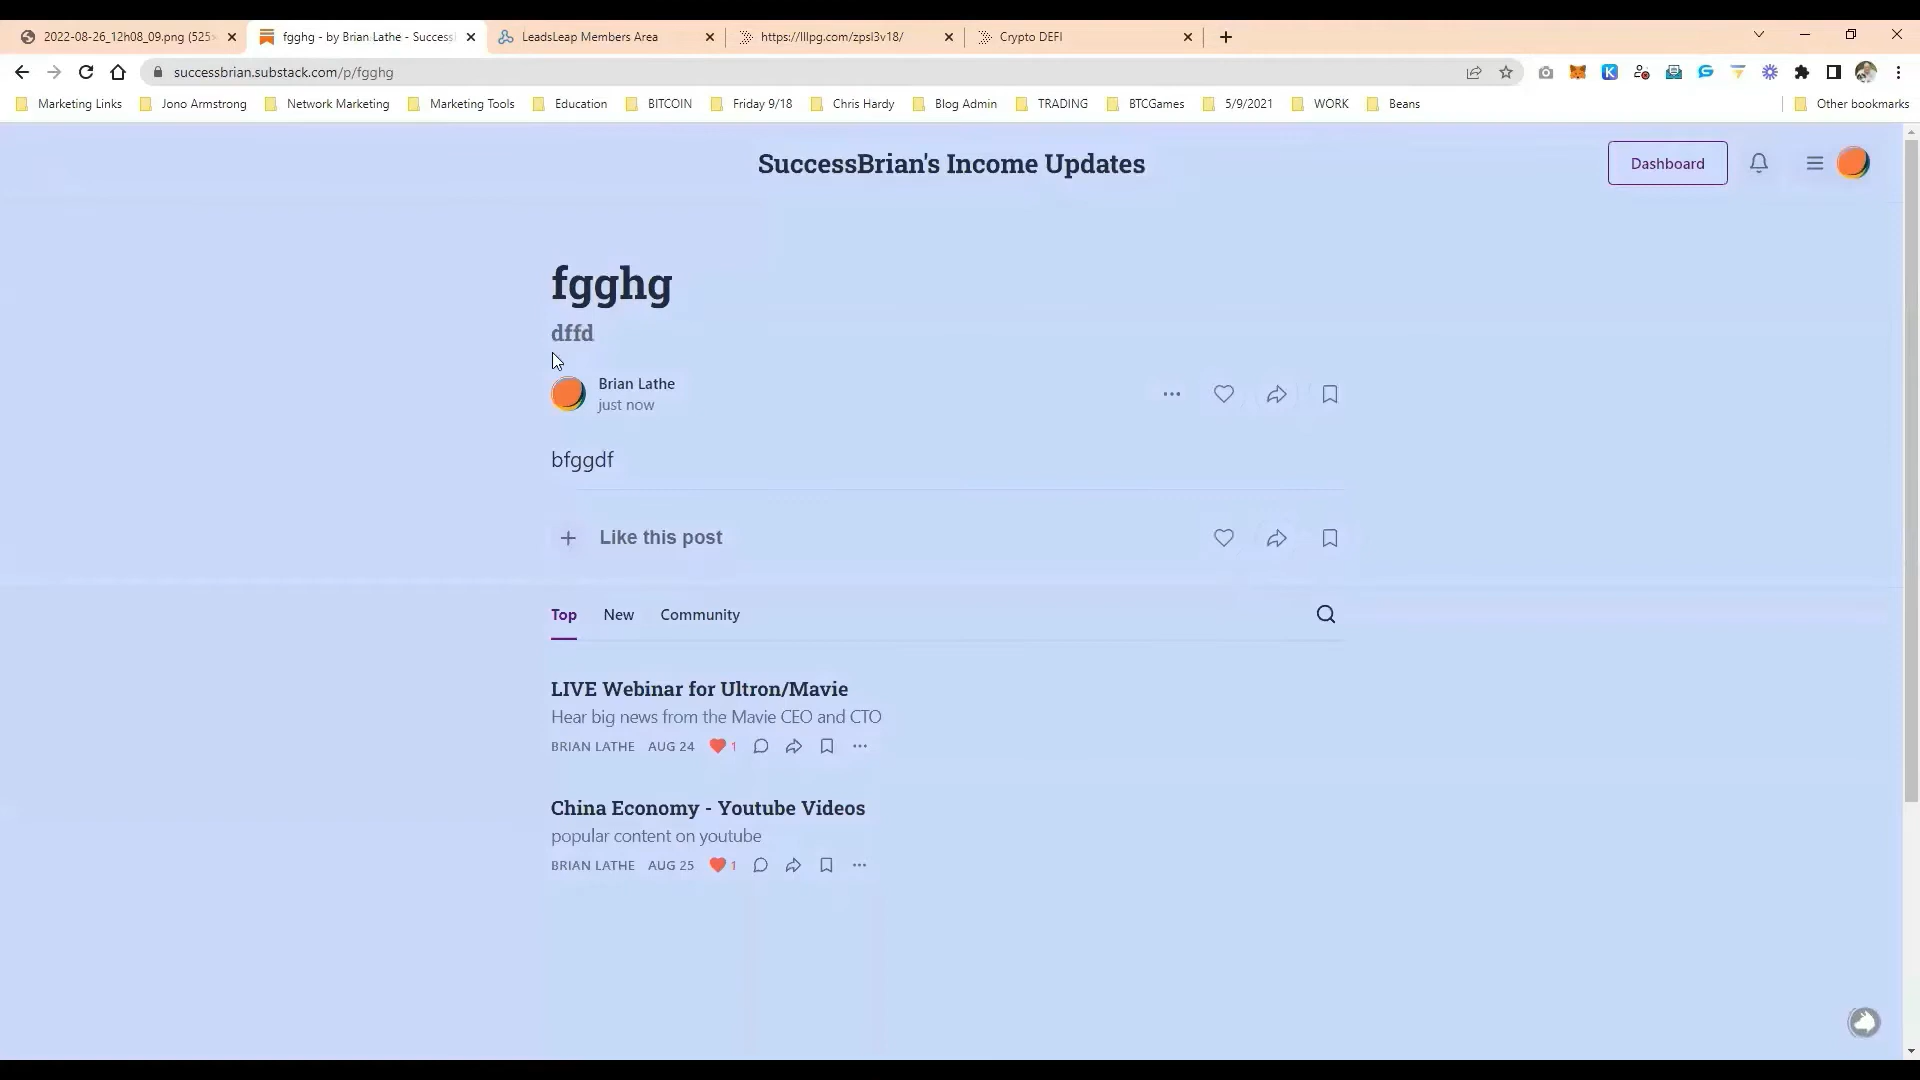 2022-08-26_12h08_09.png (525×
fgghg - by Brian Lathe - Success
LeadsLeap Members Area
https://lllpg.com/zpsl3v18/
Crypto DEFI
successbrian.substack.com/p/fgghg
Marketing Links
Jono Armstrong
Network Marketing
Marketing Tools
Education
BITCOIN
Friday 9/18
Chris Hardy
Blog Admin
TRADING
BTCGames
5/9/2021
WORK
Beans
Other bookmarks
SuccessBrian's Income Updates
Dashboard
fgghg
dffd
Brian Lathe
just now
bfggdf
Like this post
Top New Community
LIVE Webinar for Ultron/Mavie
Hear big news from the Mavie CEO and CTO
BRIAN LATHE AUG 24 1
China Economy - Youtube Videos
popular content on youtube
BRIAN LATHE AUG 25 1